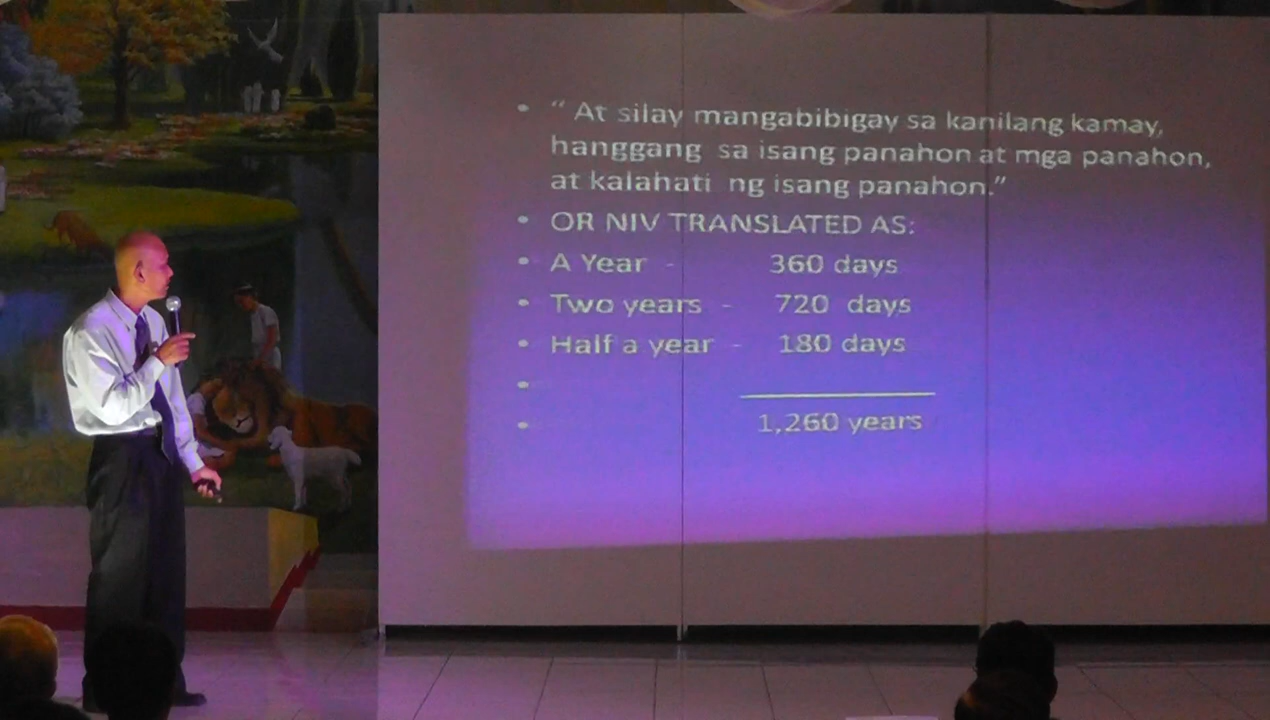 • “ At silay mangabibigay sa kanilang kamay,
hanggang sa isang panahon at mga panahon,
at kalahati ng isang panahon.”
• OR NIV TRANSLATED AS:
• A Year - 360 days
• Two years - 720 days
• Half a year - 180 days
•
• 1,260 years